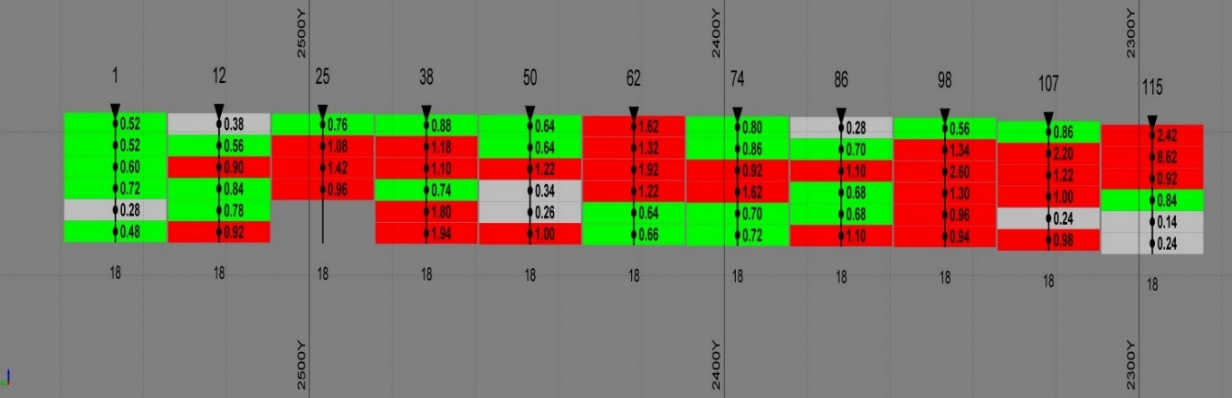 2500Y 2400Y 2300Y
1 12 25 38 50 62 74 86 98 107 115
0.52 0.38 0.76 0.88 0.64 1.62 0.80 0.28 0.56 0.86 2.42
0.52 0.56 1.08 1.18 0.64 1.32 0.86 0.70 1.34 2.20 8.62
0.60 0.90 1.42 1.10 1.22 1.92 0.92 1.10 2.60 1.22 0.92
0.72 0.84 0.96 0.74 0.34 1.22 1.62 0.68 1.30 1.00 0.84
0.28 0.78 1.80 0.26 0.64 0.70 0.68 0.96 0.24 0.14
0.48 0.92 1.94 1.00 0.66 0.72 1.10 0.94 0.98 0.24
18 18 18 18 18 18 18 18 18 18 18
2500Y 2400Y 2300Y